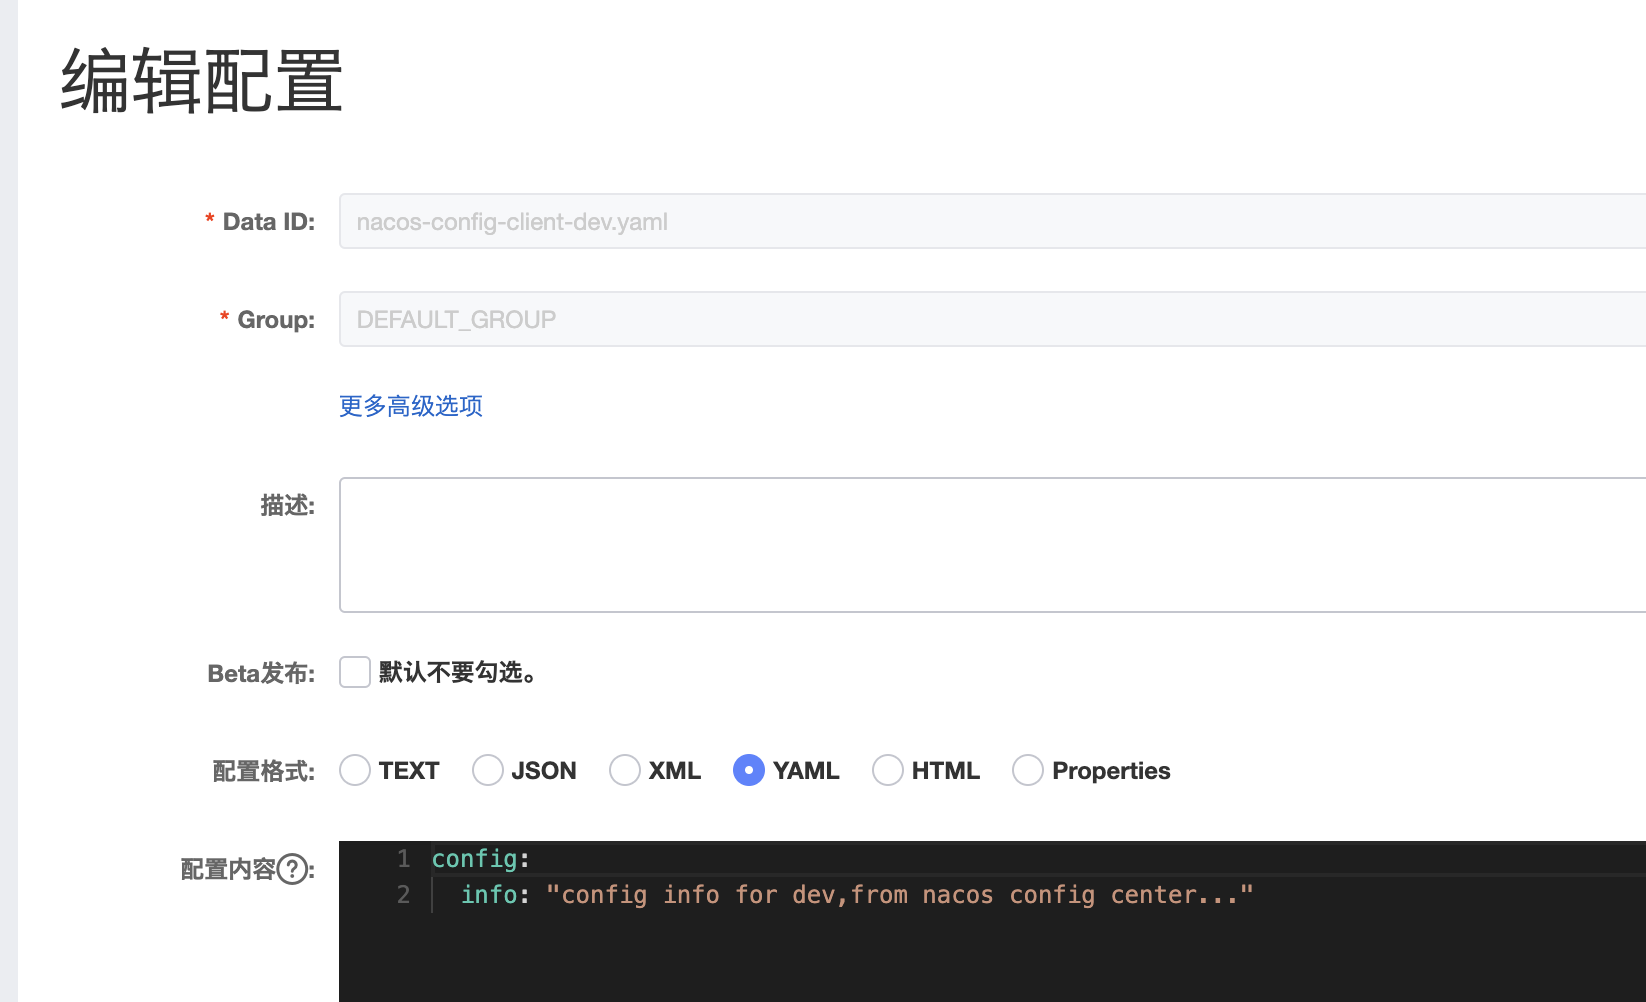 编辑配置
* Data ID: nacos-config-client-dev.yaml
* Group: DEFAULT_GROUP
更多高级选项
描述:
Beta发布: 默认不要勾选。
配置格式: TEXT JSON XML YAML HTML Properties
配置内容?: 1 config:
2 info: "config info for dev,from nacos config center..."